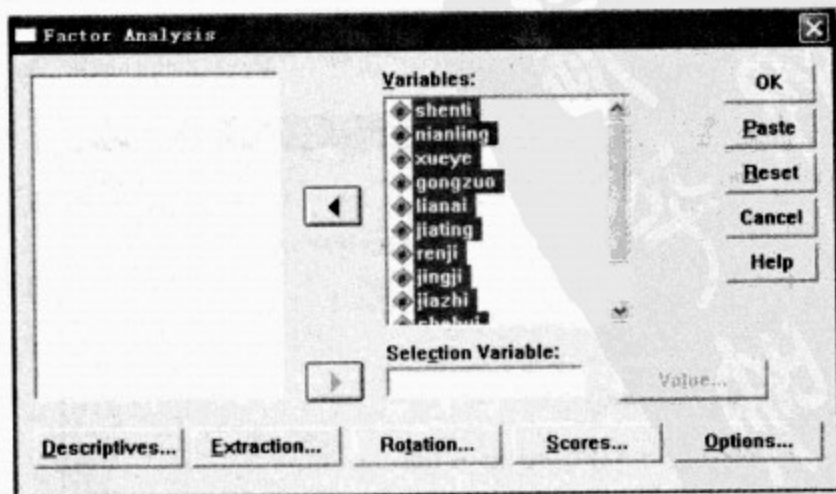 Factor Analysis
Variables:
shenti
nianling
xueye
gongzuo
lianai
jiating
renji
jingji
jiazhi
OK
Paste
Reset
Cancel
Help
Selection Variable:
Value...
Descriptives...
Extraction...
Rotation...
Scores...
Options...